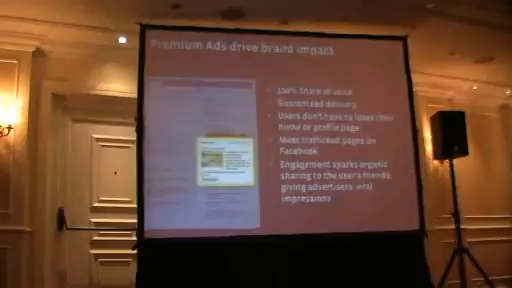 Premium Ads drive brand impact
100% Share of voice
Guaranteed delivery
Users don't have to leave their
home or profile page
Most trafficked pages on
Facebook
Engagement sparks organic
sharing to the user's friends
giving advertisers viral
impressions